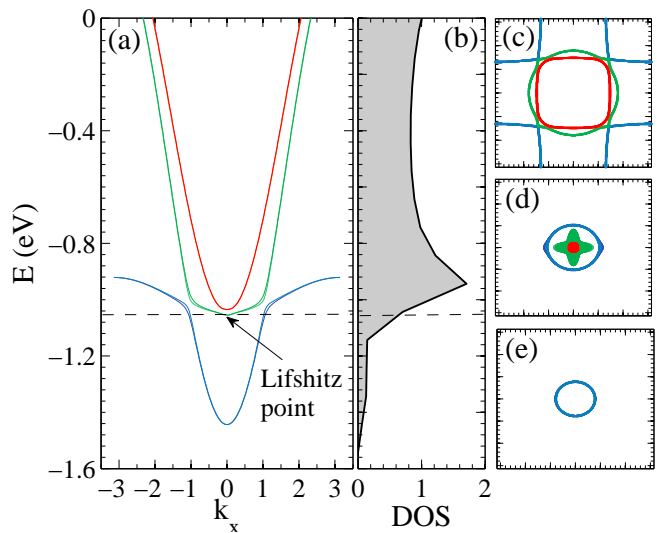 (a)
(b)
(c)
(d)
(e)
0
−0.4
−0.8
−1.2
−1.6
E (eV)
Lifshitz
point
−3 −2 −1 0 1 2 3
k_x
0 1 2
DOS